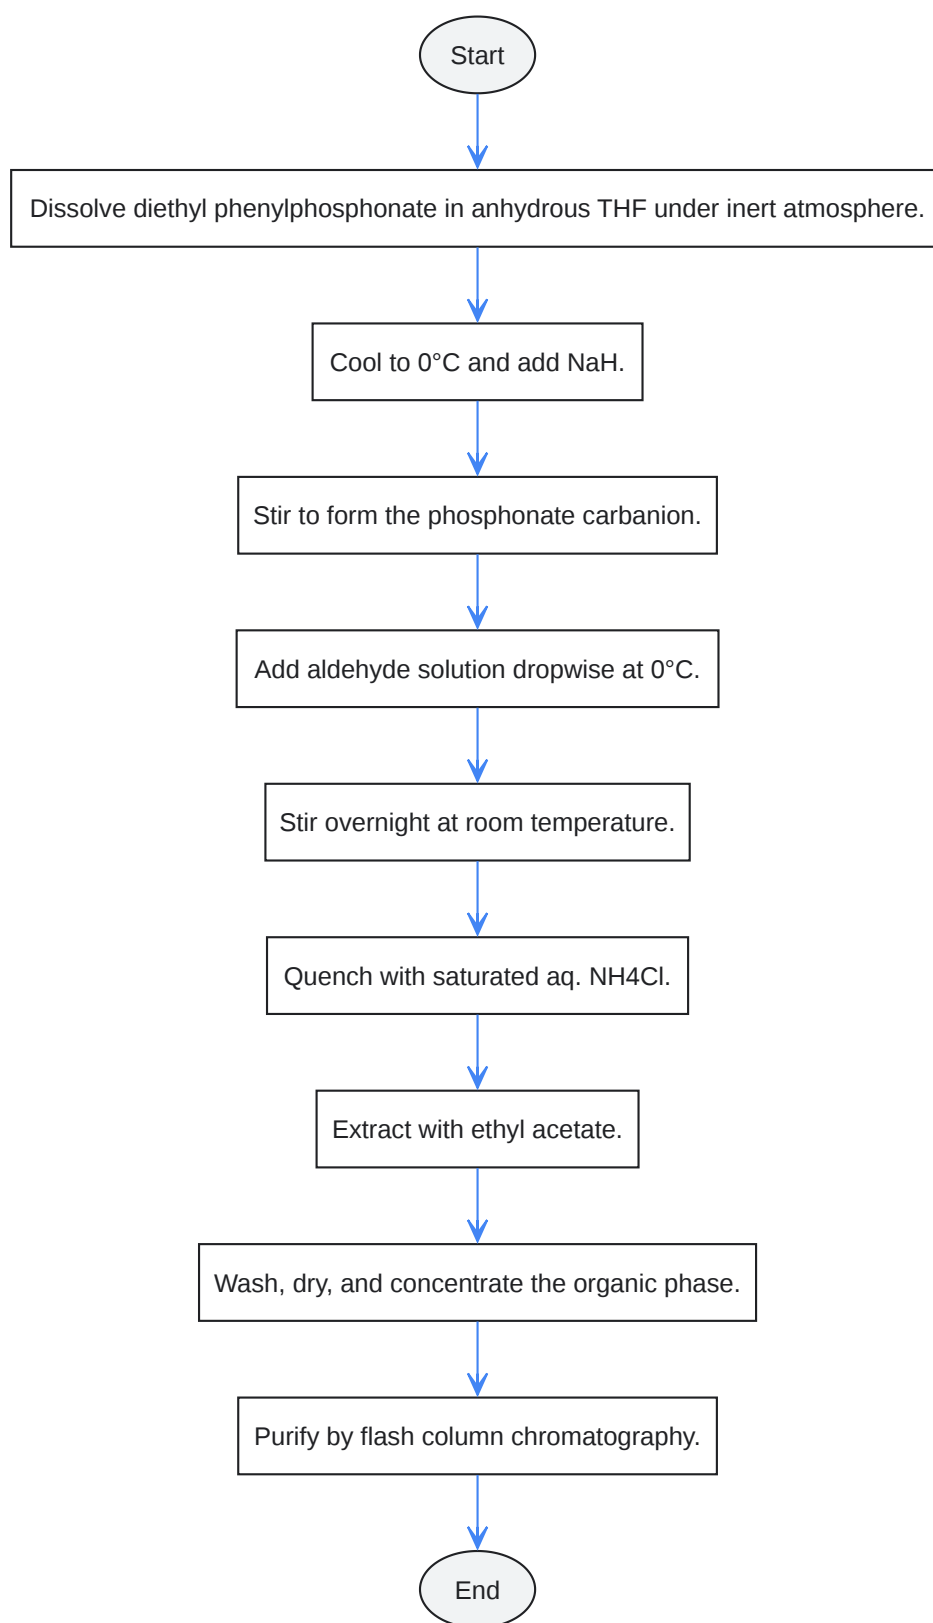 Start
Dissolve diethyl phenylphosphonate in anhydrous THF under inert atmosphere.
Cool to 0°C and add NaH.
Stir to form the phosphonate carbanion.
Add aldehyde solution dropwise at 0°C.
Stir overnight at room temperature.
Quench with saturated aq. NH4Cl.
Extract with ethyl acetate.
Wash, dry, and concentrate the organic phase.
Purify by flash column chromatography.
End